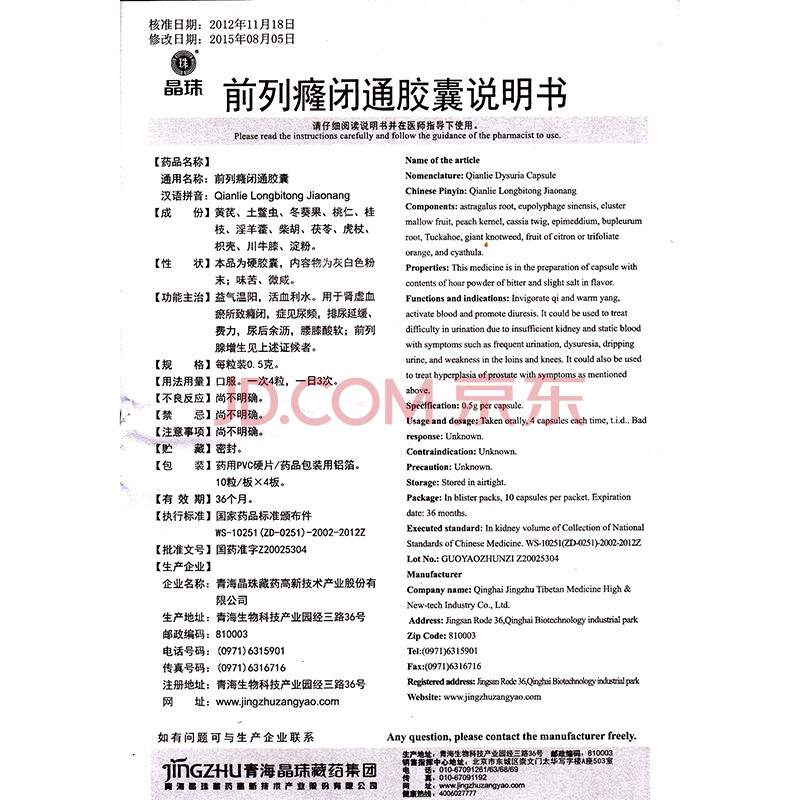 核准日期：2012年11月18日
修改日期：2015年08月05日
晶珠
前列癃闭通胶囊说明书
请仔细阅读说明书并在医师指导下使用。
Please read the instructions carefully and follow the guidance of the pharmacist to use.
【药品名称】
通用名称：前列癃闭通胶囊
汉语拼音：Qianlie Longbitong Jiaonang
【成　份】黄芪、土鳖虫、冬葵果、桃仁、桂
枝、淫羊藿、柴胡、茯苓、虎杖、
枳壳、川牛膝、淀粉。
【性　状】本品为硬胶囊，内容物为灰白色粉
末；味苦、微咸。
【功能主治】益气温阳，活血利水。用于肾虚血
瘀所致癃闭，症见尿频，排尿延缓、
费力，尿后余沥，腰膝酸软；前列
腺增生见上述证候者。
【规　格】每粒装0.5克。
【用法用量】口服。一次4粒，一日3次。
【不良反应】尚不明确。
【禁　忌】尚不明确。
【注意事项】尚不明确。
【贮　藏】密封。
【包　装】药用PVC硬片/药品包装用铝箔。
10粒/板×4板。
【有 效 期】36个月。
【执行标准】国家药品标准颁布件
WS-10251(ZD-0251)-2002-2012Z
【批准文号】国药准字Z20025304
【生产企业】
企业名称：青海晶珠藏药高新技术产业股份有
限公司
生产地址：青海生物科技产业园经三路36号
邮政编码：810003
电话号码：(0971)6315901
传真号码：(0971)6316716
注册地址：青海生物科技产业园经三路36号
网　址：www.jingzhuzangyao.com
Name of the article
Nomenclature: Qianlie Dysuria Capsule
Chinese Pinyin: Qianlie Longbitong Jiaonang
Components: astragalus root, eupolyphage sinensis, cluster
mallow fruit, peach kernel, cassia twig, epimeddium, bupleurum
root, Tuckahoe, giant knotweed, fruit of citron or trifoliate
orange, and cyathula.
Properties: This medicine is in the preparation of capsule with
contents of hoar powder of bitter and slight salt in flavor.
Functions and indications: Invigorate qi and warm yang,
activate blood and promote diuresis. It could be used to treat
difficulty in urination due to insufficient kidney and static blood
with symptoms such as frequent urination, dysuresia, dripping
urine, and weakness in the loins and knees. It could also be used
to treat hyperplasia of prostate with symptoms as mentioned
above.
Specification: 0.5g per capsule.
Usage and dosage: Taken orally, 4 capsules each time, t.i.d.. Bad
response: Unknown.
Contraindication: Unknown.
Precaution: Unknown.
Storage: Stored in airtight.
Package: In blister packs, 10 capsules per packet. Expiration
date: 36 months.
Executed standard: In kidney volume of Collection of National
Standards of Chinese Medicine. WS-10251(ZD-0251)-2002-2012Z
Lot No.: GUOYAOZHUNZI Z20025304
Manufacturer
Company name: Qinghai Jingzhu Tibetan Medicine High &
New-tech Industry Co., Ltd.
Address: Jingsan Rode 36,Qinghai Biotechnology industrial park
Zip Code: 810003
Tel:(0971)6315901
Fax:(0971)6316716
Registered address: Jingsan Rode 36,Qinghai Biotechnology industrial park
Website: www.jingzhuzangyao.com
JD.COM 京东
如有问题可与生产企业联系
Any question, please contact the manufacturer freely.
JINGZHU青海晶珠藏药集团
青海晶珠藏药高新技术产业股份有限公司
生产地址：青海生物科技产业园经三路36号 邮政编码：810003
销售指挥中心地址：北京市东城区崇文门太华写字楼A座503室
电　话：010-67091261/63/68/69
传　真：010-67091192
网　址：www.jingzhuzangyao.com
健康热线：4006027777